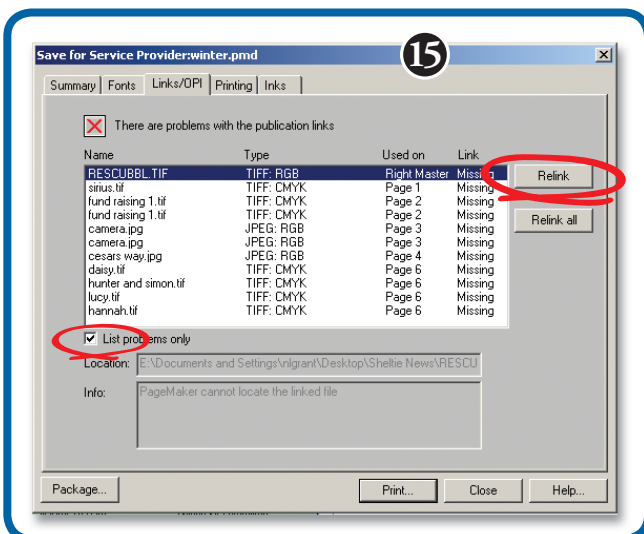 Save for Service Provider:winter.pmd
15
Summary Fonts Links/OPI Printing Inks
There are problems with the publication links
Name Type Used on Link
RESCUBBL.TIF TIFF: RGB Right Master Missing
sirius.tif TIFF: CMYK Page 1 Missing
fund raising 1.tif TIFF: CMYK Page 2 Missing
fund raising 1.tif TIFF: CMYK Page 2 Missing
camera.jpg JPEG: RGB Page 3 Missing
camera.jpg JPEG: RGB Page 3 Missing
cesars way.jpg JPEG: RGB Page 4 Missing
daisy.tif TIFF: CMYK Page 6 Missing
hunter and simon.tif TIFF: CMYK Page 6 Missing
lucy.tif TIFF: CMYK Page 6 Missing
hannah.tif TIFF: CMYK Page 6 Missing
Relink
Relink all
List problems only
Location: E:\Documents and Settings\nlgrant\Desktop\Sheltie News\RESCU
Info: PageMaker cannot locate the linked file
Package... Print... Close Help...